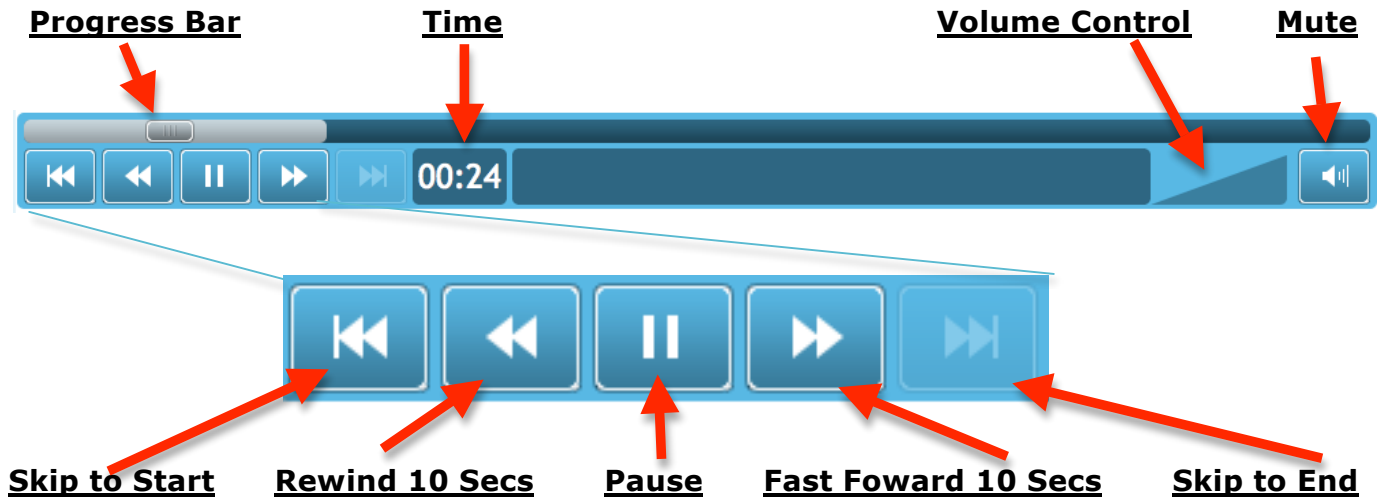 Progress Bar Time Volume Control Mute
00:24
Skip to Start Rewind 10 Secs Pause Fast Foward 10 Secs Skip to End